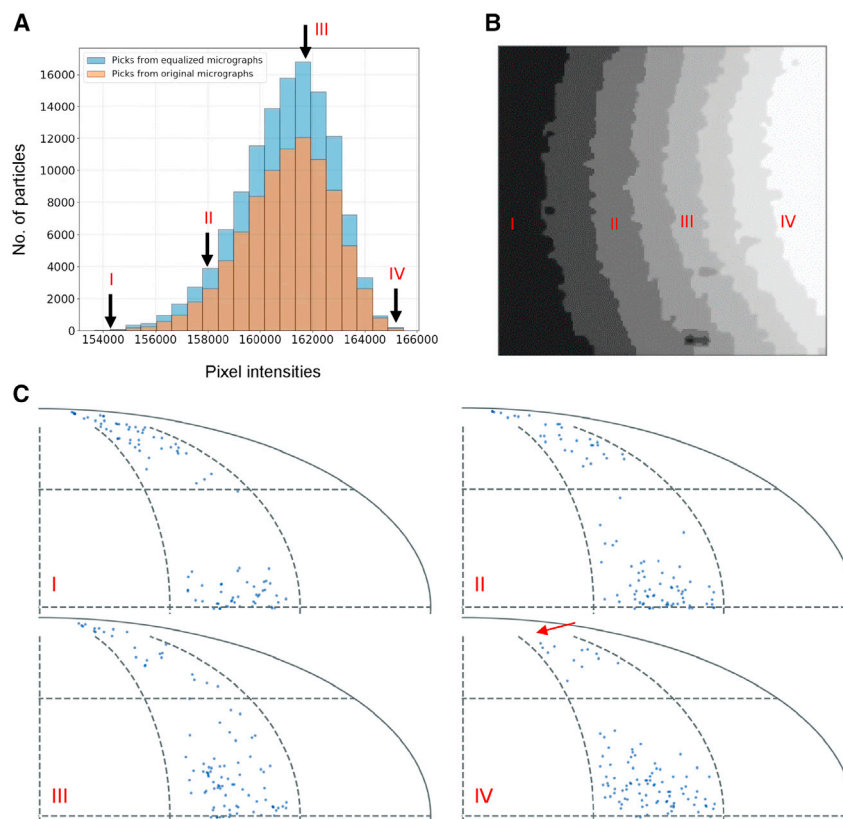 A
III
B
Picks from equalized micrographs
Picks from original micrographs
16000
14000
12000
10000
8000
6000
4000
2000
0
No. of particles
I
II
IV
154000 156000 158000 160000 162000 164000 166000
Pixel intensities
I II III IV
C
I
II
III
IV